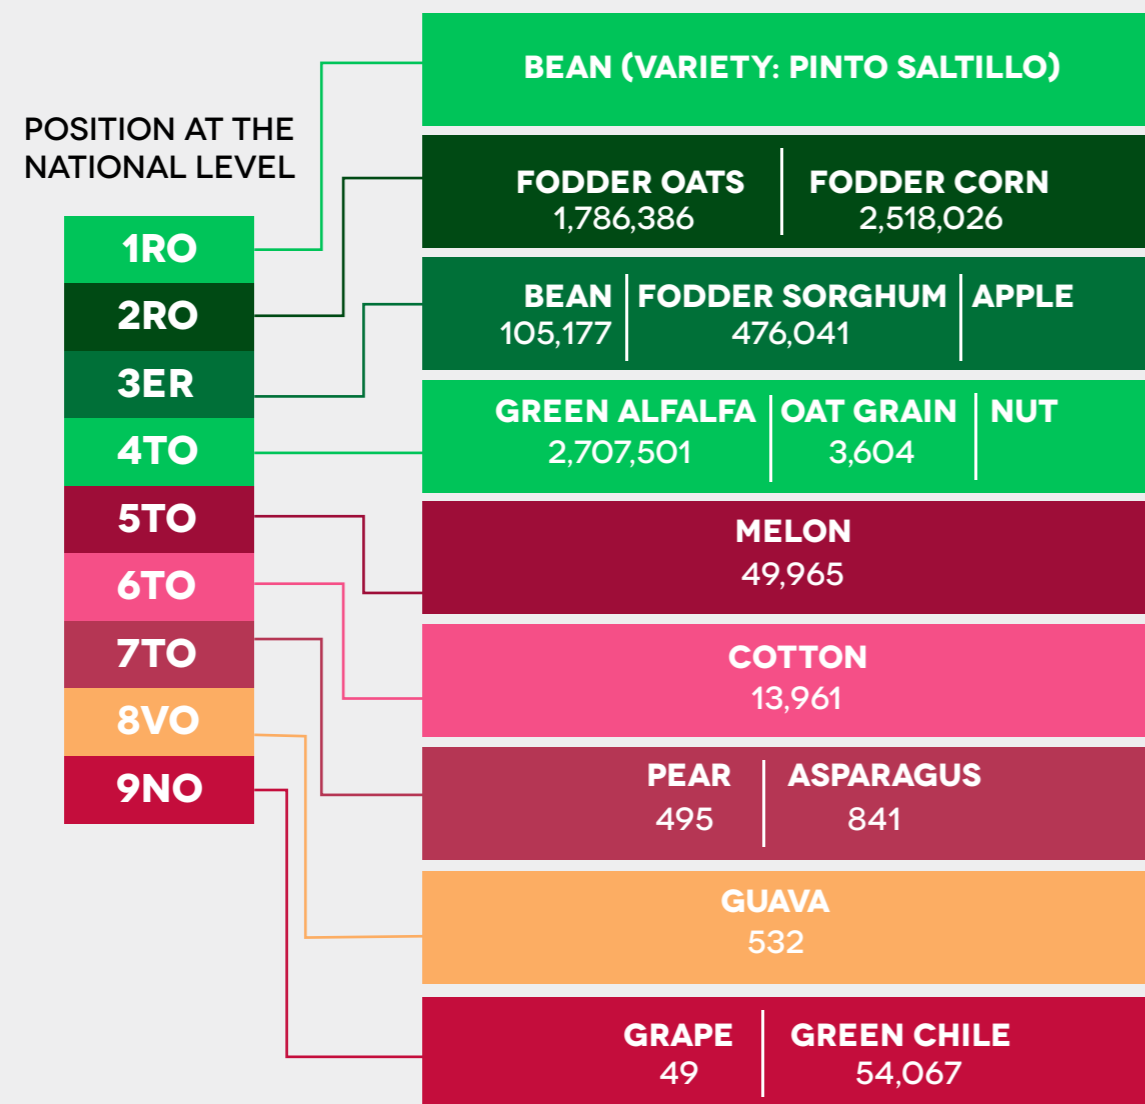 POSITION AT THE
NATIONAL LEVEL
1RO
2RO
3ER
4TO
5TO
6TO
7TO
8VO
9NO
BEAN (VARIETY: PINTO SALTILLO)
FODDER OATS
1,786,386
FODDER CORN
2,518,026
BEAN
105,177
FODDER SORGHUM
476,041
APPLE
GREEN ALFALFA
2,707,501
OAT GRAIN
3,604
NUT
MELON
49,965
COTTON
13,961
PEAR
495
ASPARAGUS
841
GUAVA
532
GRAPE
49
GREEN CHILE
54,067